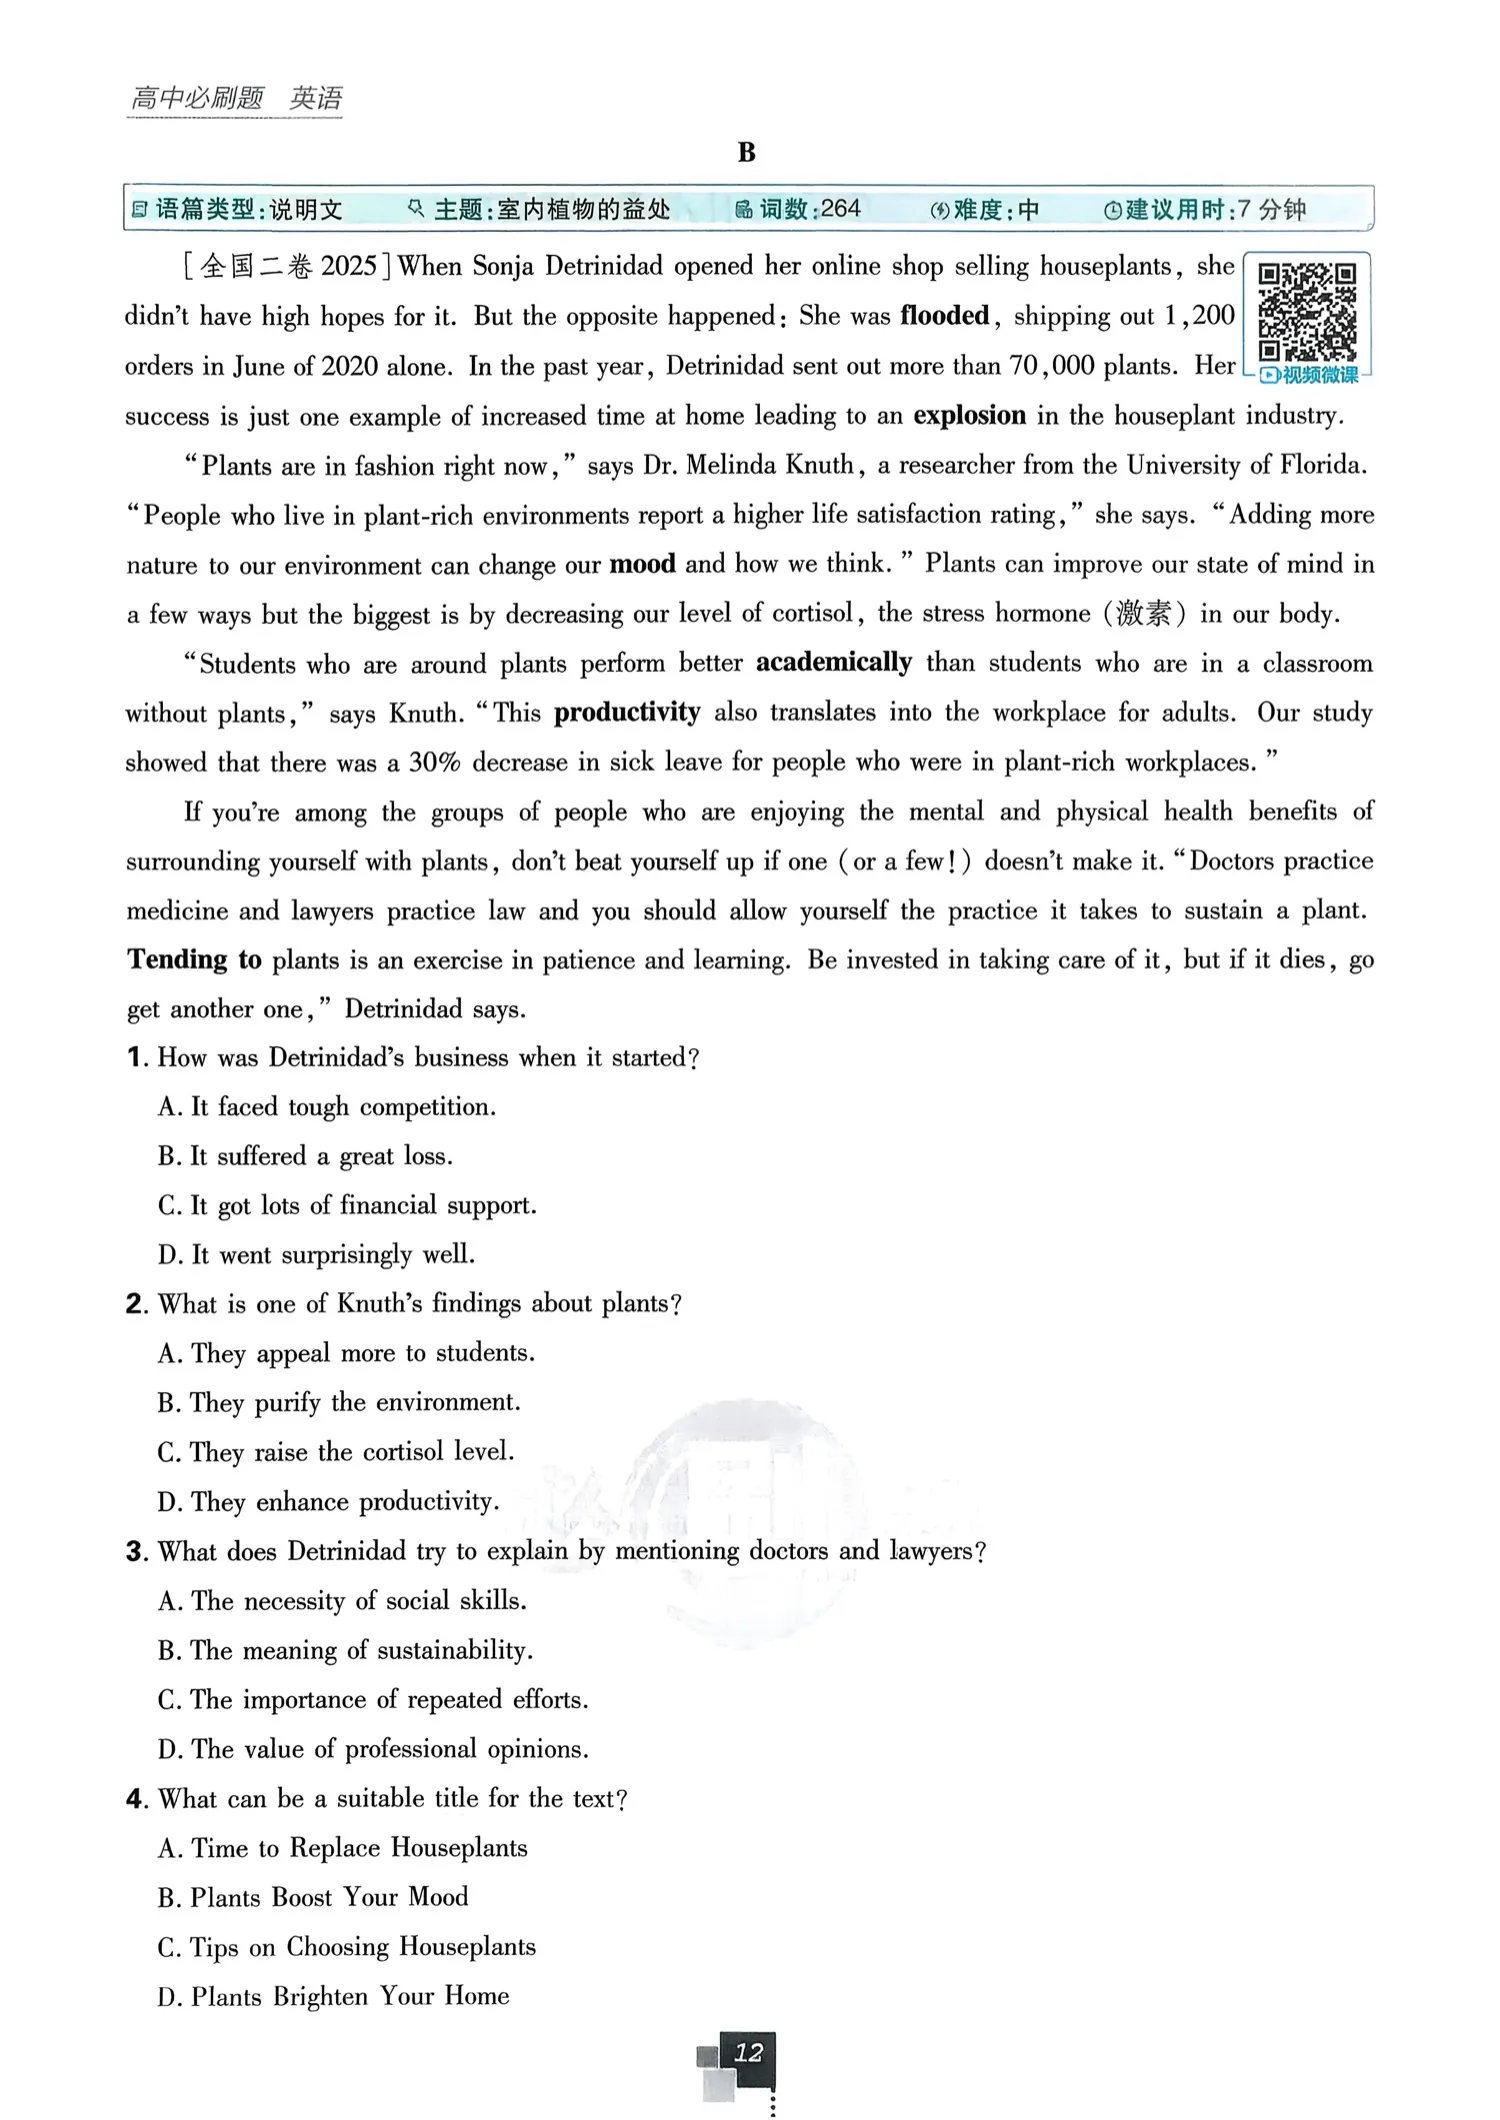 高中必刷题 英语
B
语篇类型:说明文 主题:室内植物的益处 词数:264 难度:中 建议用时:7 分钟
[全国二卷 2025]When Sonja Detrinidad opened her online shop selling houseplants, she
didn't have high hopes for it. But the opposite happened: She was flooded, shipping out 1,200
orders in June of 2020 alone. In the past year, Detrinidad sent out more than 70,000 plants. Her
视频微课
success is just one example of increased time at home leading to an explosion in the houseplant industry.
“Plants are in fashion right now,” says Dr. Melinda Knuth, a researcher from the University of Florida.
“People who live in plant-rich environments report a higher life satisfaction rating,” she says. “Adding more
nature to our environment can change our mood and how we think.” Plants can improve our state of mind in
a few ways but the biggest is by decreasing our level of cortisol, the stress hormone (激素) in our body.
“Students who are around plants perform better academically than students who are in a classroom
without plants,” says Knuth. “This productivity also translates into the workplace for adults. Our study
showed that there was a 30% decrease in sick leave for people who were in plant-rich workplaces.”
If you're among the groups of people who are enjoying the mental and physical health benefits of
surrounding yourself with plants, don't beat yourself up if one (or a few!) doesn't make it. “Doctors practice
medicine and lawyers practice law and you should allow yourself the practice it takes to sustain a plant.
Tending to plants is an exercise in patience and learning. Be invested in taking care of it, but if it dies, go
get another one,” Detrinidad says.
1. How was Detrinidad's business when it started?
A. It faced tough competition.
B. It suffered a great loss.
C. It got lots of financial support.
D. It went surprisingly well.
2. What is one of Knuth's findings about plants?
A. They appeal more to students.
B. They purify the environment.
C. They raise the cortisol level.
D. They enhance productivity.
3. What does Detrinidad try to explain by mentioning doctors and lawyers?
A. The necessity of social skills.
B. The meaning of sustainability.
C. The importance of repeated efforts.
D. The value of professional opinions.
4. What can be a suitable title for the text?
A. Time to Replace Houseplants
B. Plants Boost Your Mood
C. Tips on Choosing Houseplants
D. Plants Brighten Your Home
12